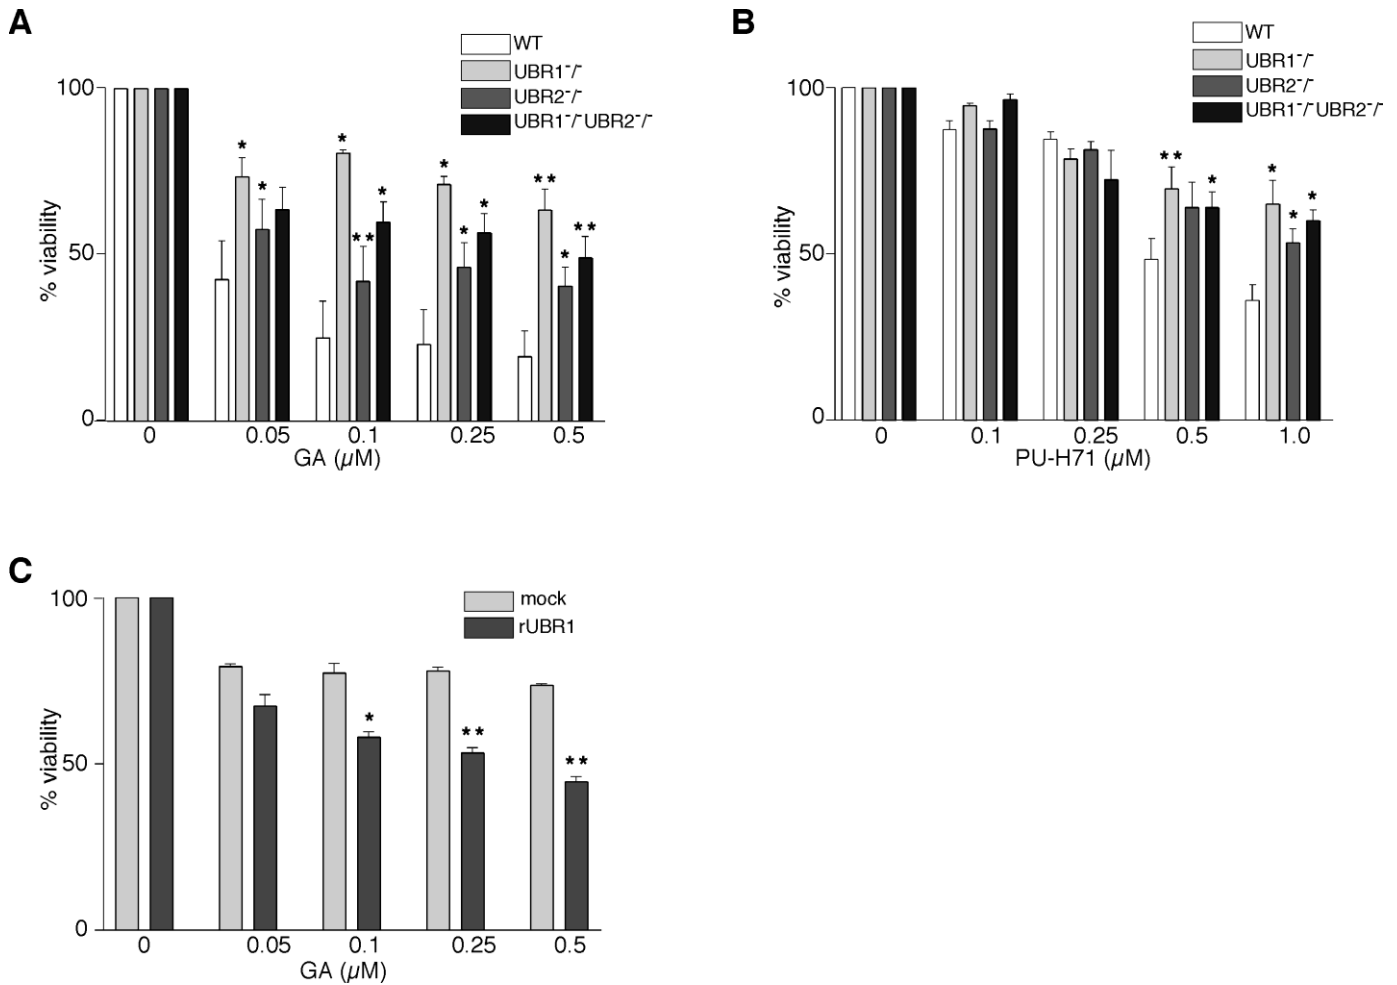 A
WT
UBR1-/-
UBR2-/-
UBR1-/-UBR2-/-
100
50
0
% viability
* * * ** * * * * ** * **
0 0.05 0.1 0.25 0.5
GA (µM)
B
WT
UBR1-/-
UBR2-/-
UBR1-/-UBR2-/-
100
50
0
% viability
** * * * *
0 0.1 0.25 0.5 1.0
PU-H71 (µM)
C
mock
rUBR1
100
50
0
% viability
* ** **
0 0.05 0.1 0.25 0.5
GA (µM)